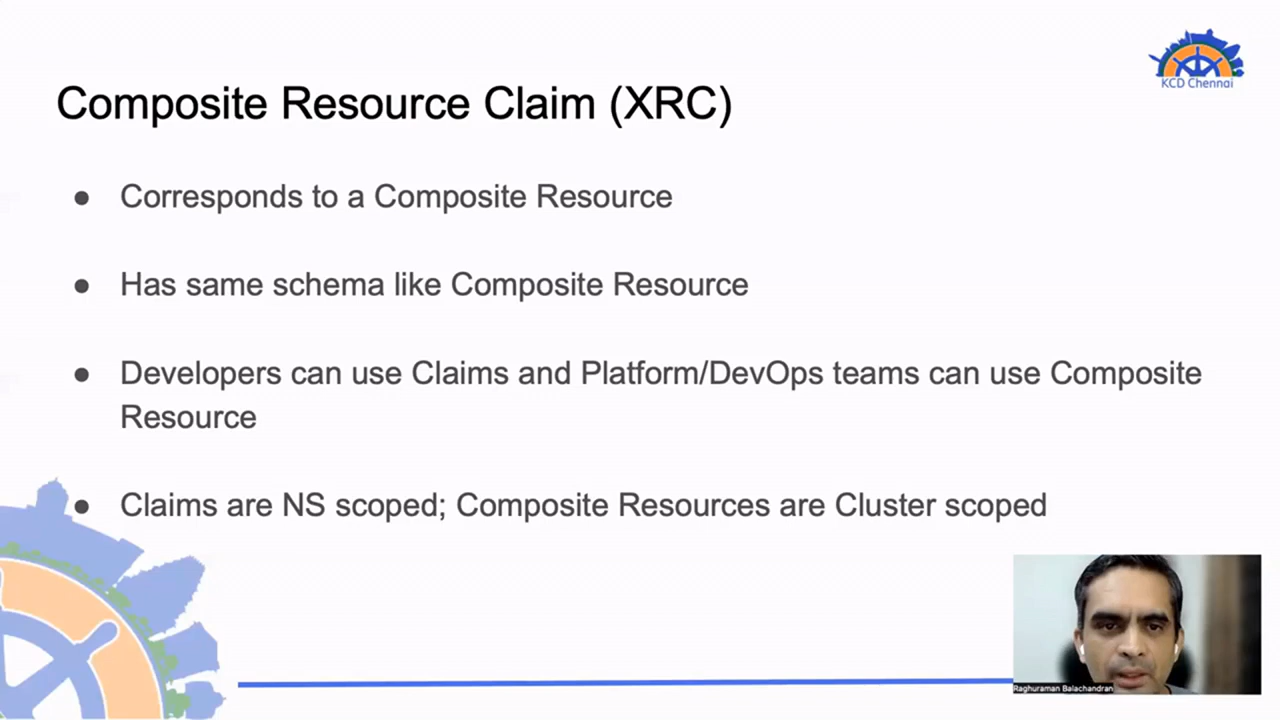 KCD Chennai
Composite Resource Claim (XRC)
● Corresponds to a Composite Resource
● Has same schema like Composite Resource
● Developers can use Claims and Platform/DevOps teams can use Composite
Resource
● Claims are NS scoped; Composite Resources are Cluster scoped
Raghuraman Balachandran